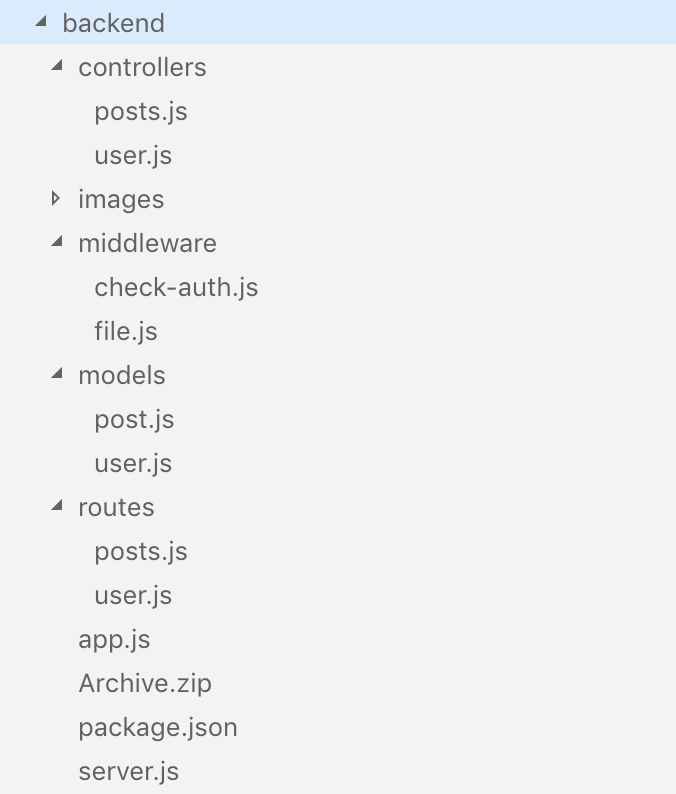 backend
controllers
posts.js
user.js
images
middleware
check-auth.js
file.js
models
post.js
user.js
routes
posts.js
user.js
app.js
Archive.zip
package.json
server.js